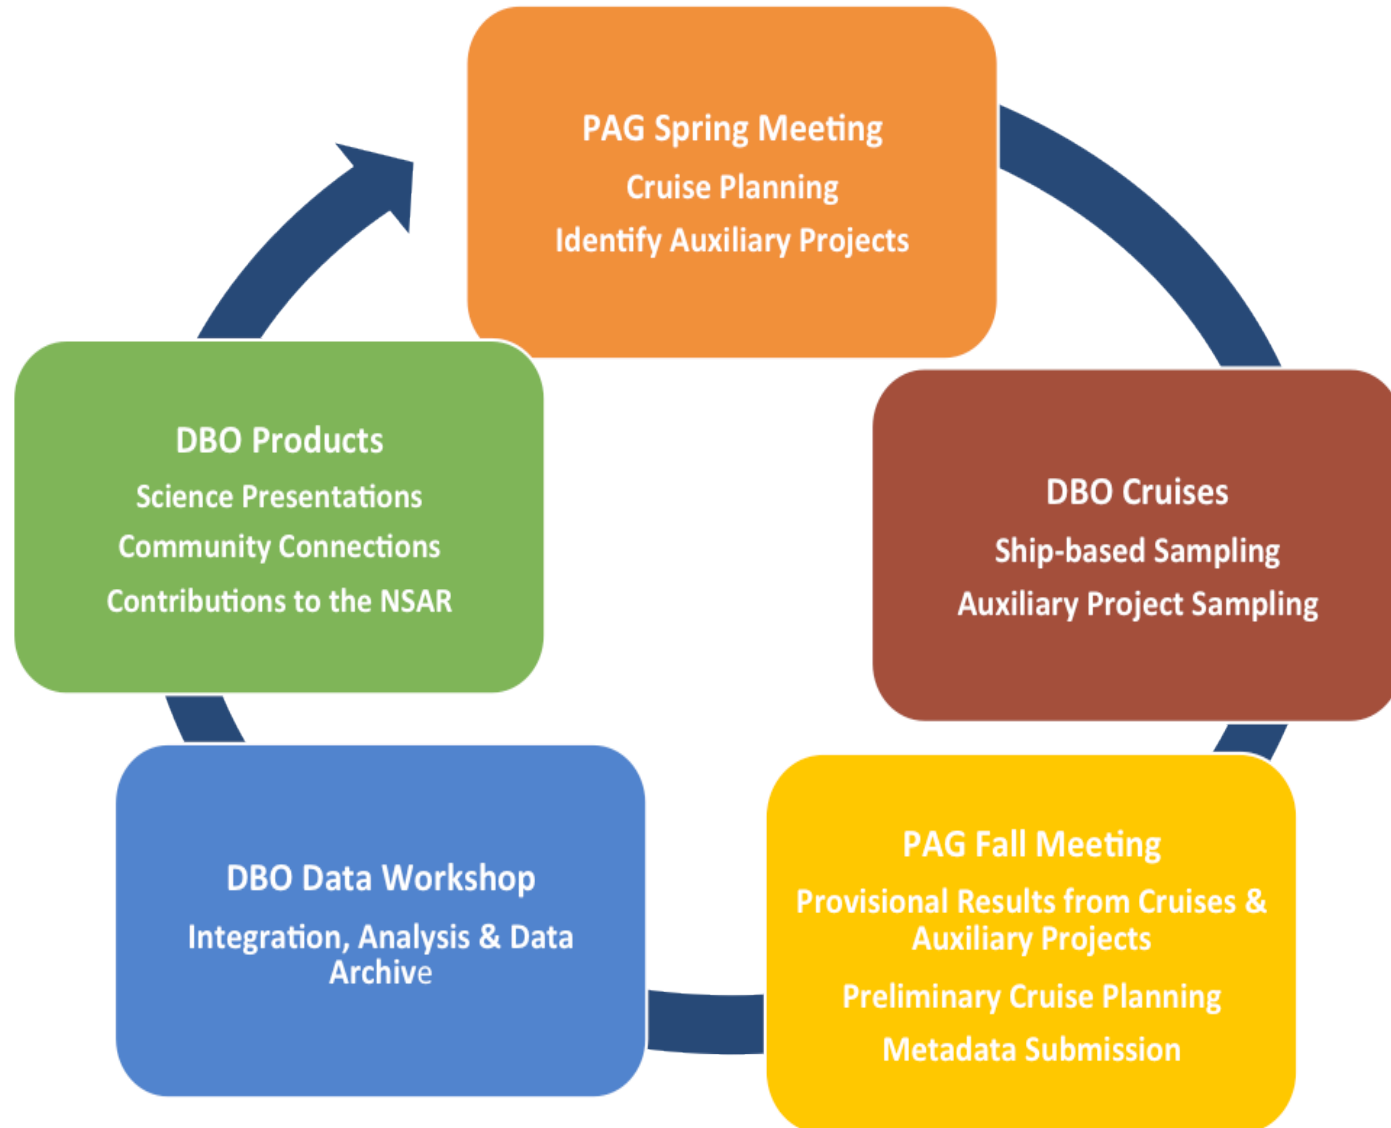 PAG Spring Meeting
Cruise Planning
Identify Auxiliary Projects
DBO Cruises
Ship-based Sampling
Auxiliary Project Sampling
PAG Fall Meeting
Provisional Results from Cruises &
Auxiliary Projects
Preliminary Cruise Planning
Metadata Submission
DBO Data Workshop
Integration, Analysis & Data
Archive
DBO Products
Science Presentations
Community Connections
Contributions to the NSAR